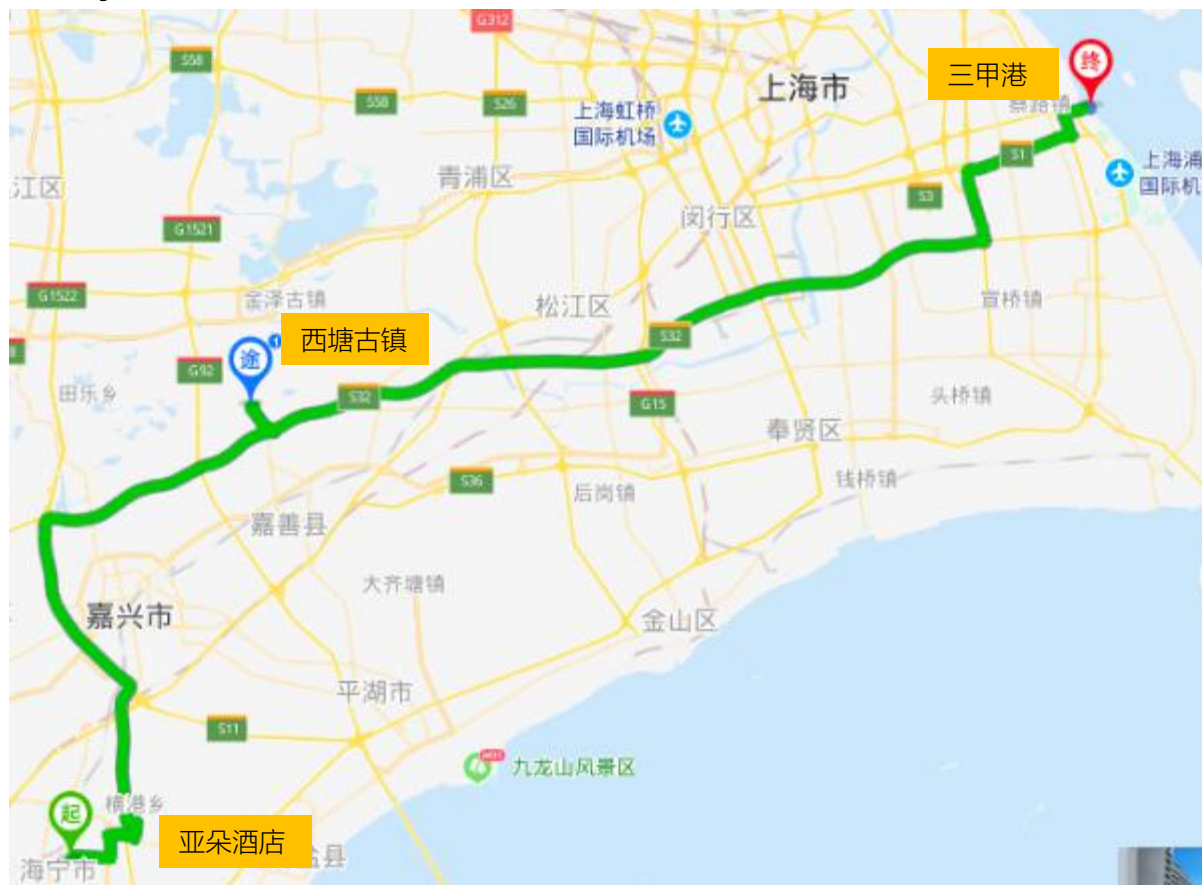 G312
三甲港
终
上海市
S58
S58
S26
上海虹桥
国际机场
蔡路镇
S1
上海浦
国际机
青浦区
江区
S3
闵行区
G1521
G1522
金泽古镇
松江区
宣桥镇
西塘古镇
途
1
S32
G92
田乐乡
S32
G15
头桥镇
奉贤区
S36
后岗镇
钱桥镇
嘉善县
大齐塘镇
嘉兴市
金山区
平湖市
S11
九龙山风景区
横港乡
起
亚朵酒店
海宁市
盐县